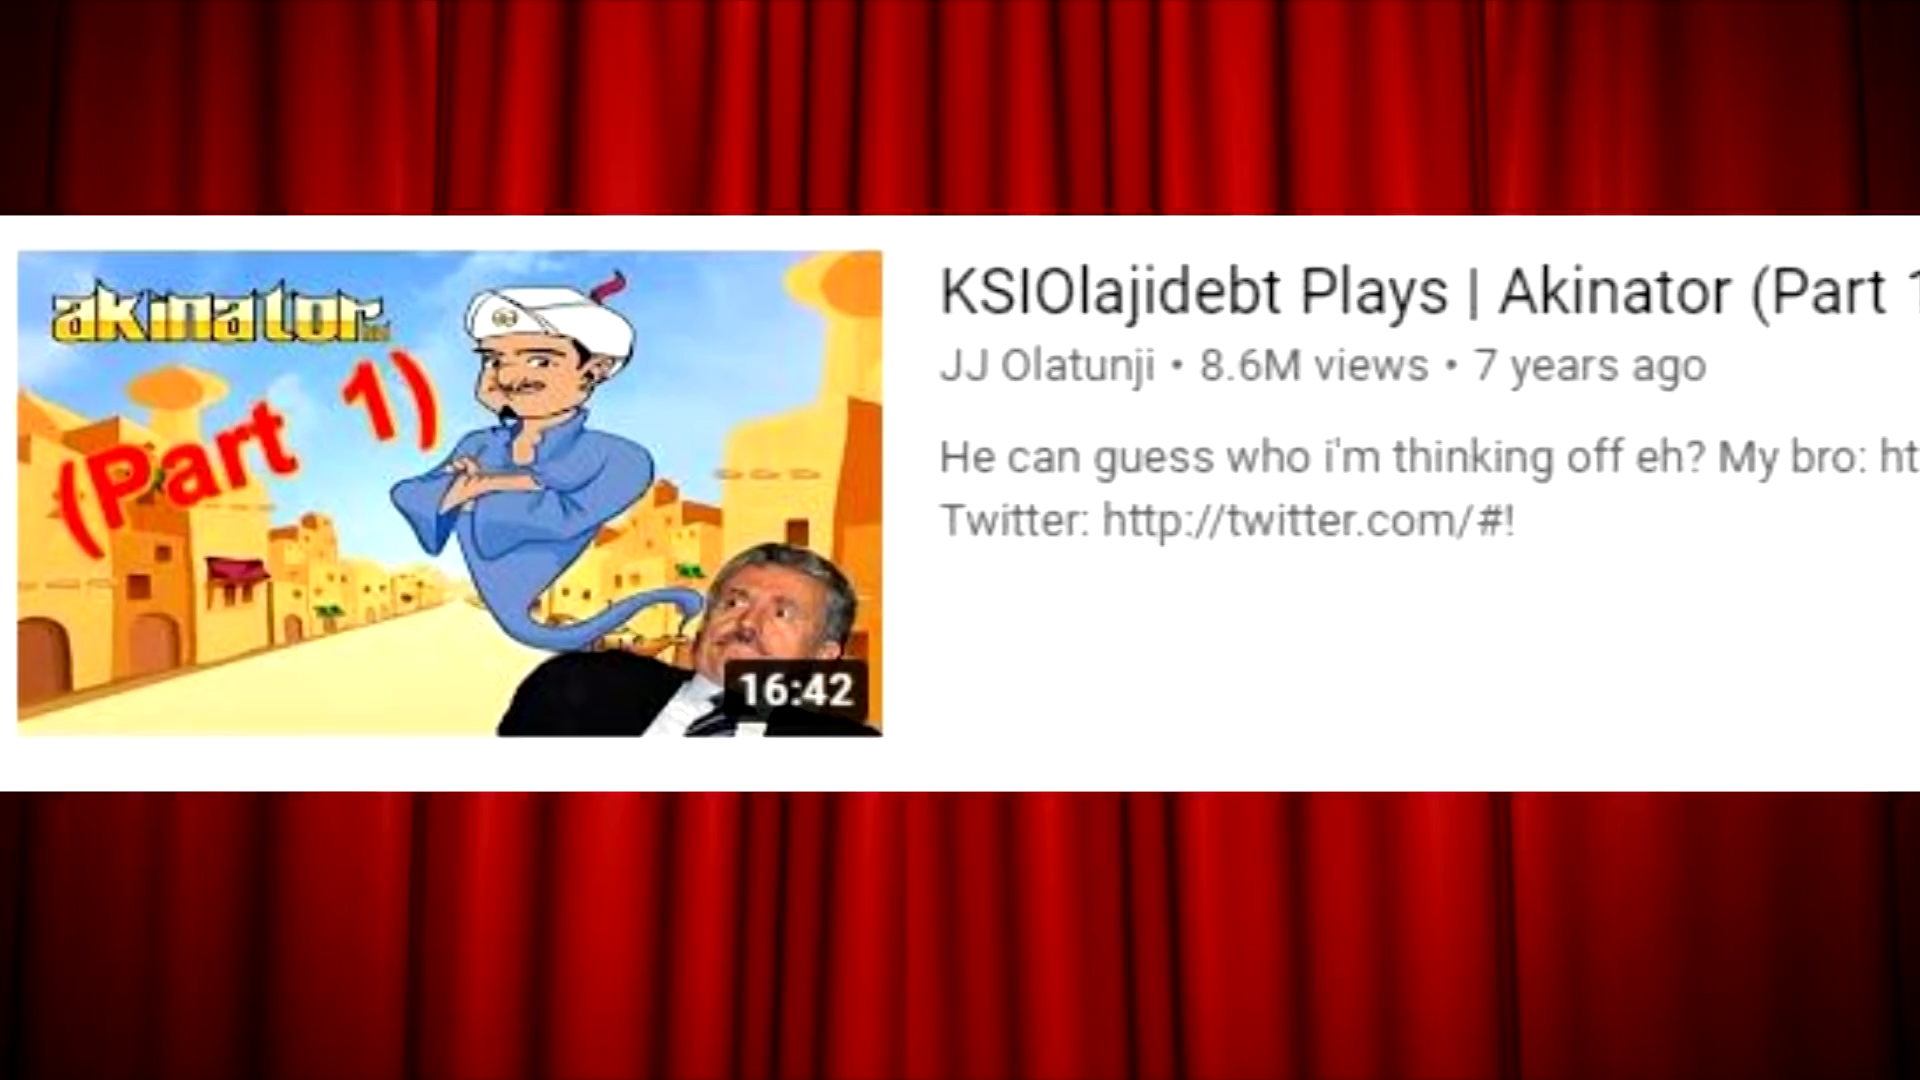 akinator
(Part 1)
16:42
KSIOlajidebt Plays | Akinator (Part 1
JJ Olatunji • 8.6M views • 7 years ago
He can guess who i'm thinking off eh? My bro: ht
Twitter: http://twitter.com/#!